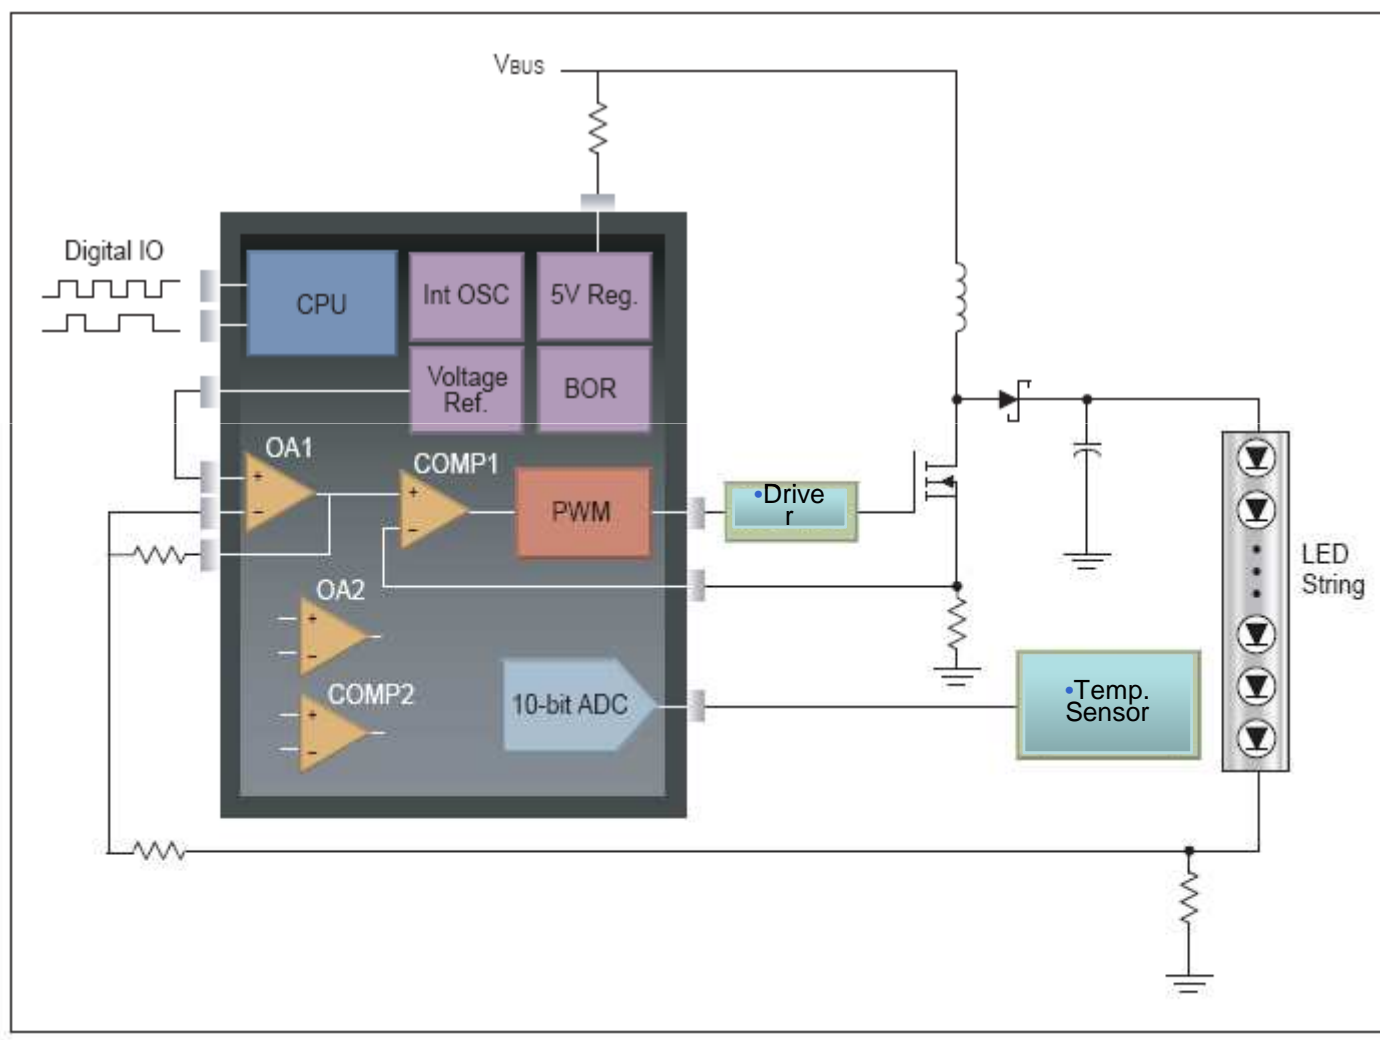 VBUS
Digital IO
CPU
Int OSC
5V Reg.
Voltage
Ref.
BOR
OA1
+
−
COMP1
+
−
PWM
•Drive
r
LED
String
OA2
+
−
COMP2
+
−
10-bit ADC
•Temp.
Sensor